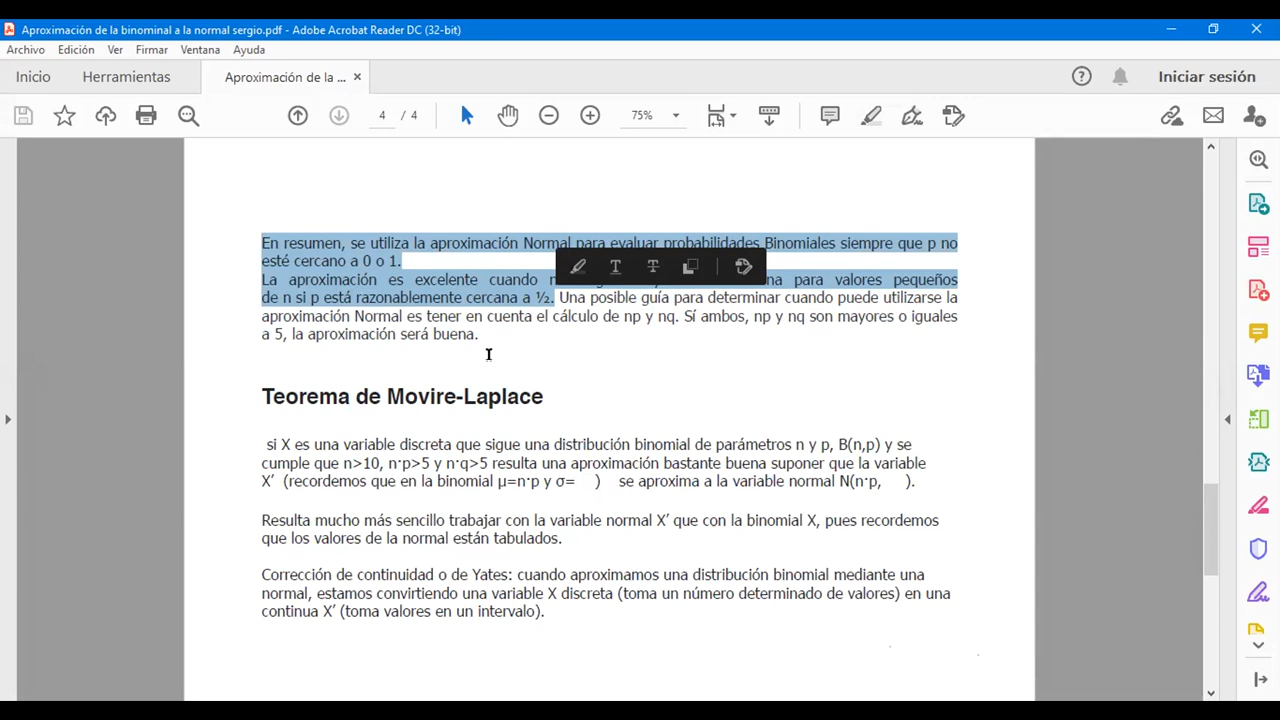 Aproximación de la binominal a la normal sergio.pdf - Adobe Acrobat Reader DC (32-bit)
Archivo Edición Ver Firmar Ventana Ayuda
Inicio Herramientas Aproximación de la ... × Iniciar sesión
4 / 4 75%
En resumen, se utiliza la aproximación Normal para evaluar probabilidades Binomiales siempre que p no
esté cercano a 0 o 1.
La aproximación es excelente cuando n para valores pequeños
de n si p está razonablemente cercana a ½. Una posible guía para determinar cuando puede utilizarse la
aproximación Normal es tener en cuenta el cálculo de np y nq. Sí ambos, np y nq son mayores o iguales
a 5, la aproximación será buena.
Teorema de Movire-Laplace
si X es una variable discreta que sigue una distribución binomial de parámetros n y p, B(n,p) y se
cumple que n>10, n·p>5 y n·q>5 resulta una aproximación bastante buena suponer que la variable
X’ (recordemos que en la binomial μ=n·p y σ= ) se aproxima a la variable normal N(n·p, ).
Resulta mucho más sencillo trabajar con la variable normal X’ que con la binomial X, pues recordemos
que los valores de la normal están tabulados.
Corrección de continuidad o de Yates: cuando aproximamos una distribución binomial mediante una
normal, estamos convirtiendo una variable X discreta (toma un número determinado de valores) en una
continua X’ (toma valores en un intervalo).